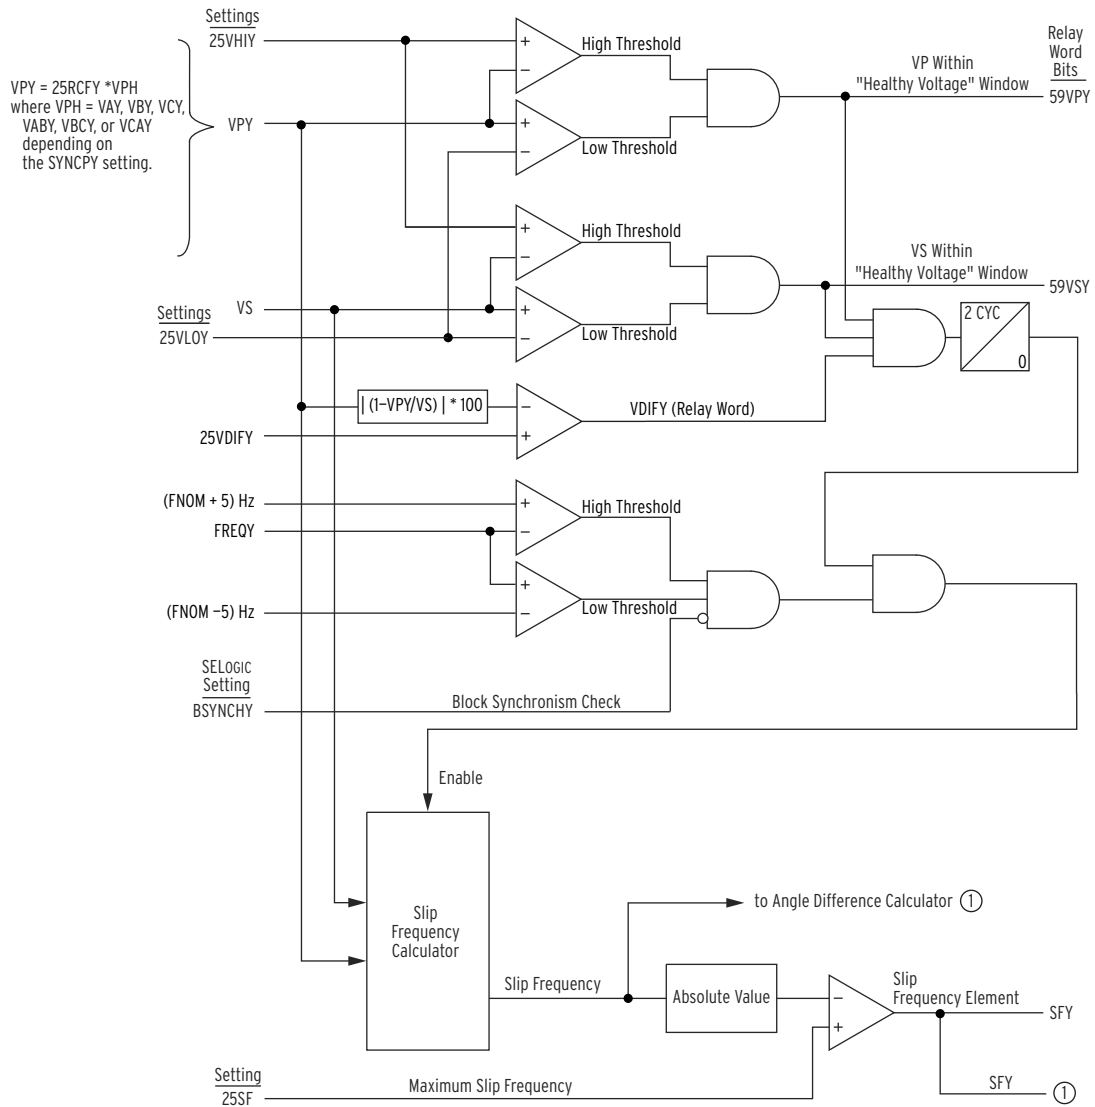 Settings
25VHIY
High Threshold
VPY = 25RCFY *VPH
where VPH = VAY, VBY, VCY,
VABY, VBCY, or VCAY
depending on
the SYNCPY setting.
VPY
+
−
+
−
Low Threshold
VP Within
"Healthy Voltage" Window
Relay
Word
Bits
59VPY
+
−
High Threshold
VS
Settings
25VLOY
+
−
Low Threshold
VS Within
"Healthy Voltage" Window
59VSY
2 CYC
0
| (1−VPY/VS) | * 100
−
+
VDIFY (Relay Word)
25VDIFY
(FNOM + 5) Hz
FREQY
+
−
High Threshold
(FNOM −5) Hz
+
−
Low Threshold
SELOGIC
Setting
BSYNCHY
Block Synchronism Check
Enable
Slip
Frequency
Calculator
to Angle Difference Calculator 1
Slip Frequency
Absolute Value
−
+
Slip
Frequency Element
SFY
Setting
25SF
Maximum Slip Frequency
SFY
1